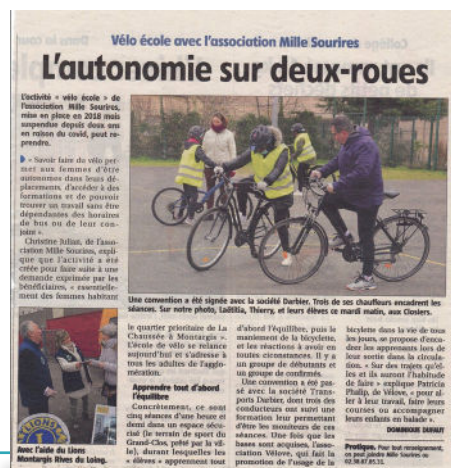 Vélo école avec l'association Mille Sourires
L'autonomie sur deux-roues
L'activité « vélo école » de
l'association Mille Sourires,
mise en place en 2018 mais
suspendue depuis deux ans
en raison du covid, peut re-
prendre.
« Savoir faire du vélo per-
met aux femmes d'être
autonomes dans leurs dé-
placements, d'accéder à des
formations et de pouvoir
trouver un travail sans être
dépendantes des horaires
de bus ou de leur con-
joint ».
Christine Julian, de l'asso-
ciation Mille Sourires, expli-
que que l'activité a été
créée pour faire suite à une
demande exprimée par les
bénéficiaires, « essentielle-
ment des femmes habitant
Une convention a été signée avec la société Darbier. Trois de ses chauffeurs encadrent les
séances. Sur notre photo, Laëtitia, Thierry, et leurs élèves ce mardi matin, aux Closiers.
le quartier prioritaire de La
Chaussée à Montargis ».
L'école de vélo se relance
aujourd'hui et s'adresse à
tous les adultes de l'agglo-
mération.
Apprendre tout d'abord
l'équilibre
Concrètement, ce sont
cinq séances d'une heure et
demi dans un espace sécu-
risé (le terrain de sport du
Grand-Clos, prêté par la vil-
le), durant lesquelles les
« élèves » apprennent tout
d'abord l'équilibre, puis le
maniement de la bicyclette,
et les réactions à avoir en
toutes circonstances. Il y a
un groupe de débutants et
un groupe de confirmés.
Une convention a été pas-
sée avec la société Trans-
ports Darbier, dont trois des
conducteurs ont suivi une
formation leur permettant
d'être les moniteurs de ces
séances. Une fois que les
bases sont acquises, l'asso-
ciation Véleve, qui fait la
promotion de l'usage de la
bicyclette dans la vie de tous
les jours, se propose d'enca-
drer les apprenants lors de
leur sortie dans la circula-
tion. « Sur des trajets qu'el-
les et ils auront l'habitude
de faire » explique Patricia
Philip, de Véleve, « pour al-
ler à leur travail, faire leurs
courses ou accompagner
leurs enfants en balade ».
DOMINIQUE DUFAUT
Pratique. Pour tout renseignement,
on peut joindre Mille Sourires au
Avec l'aide du Lions
Montargis Rives du Loing.